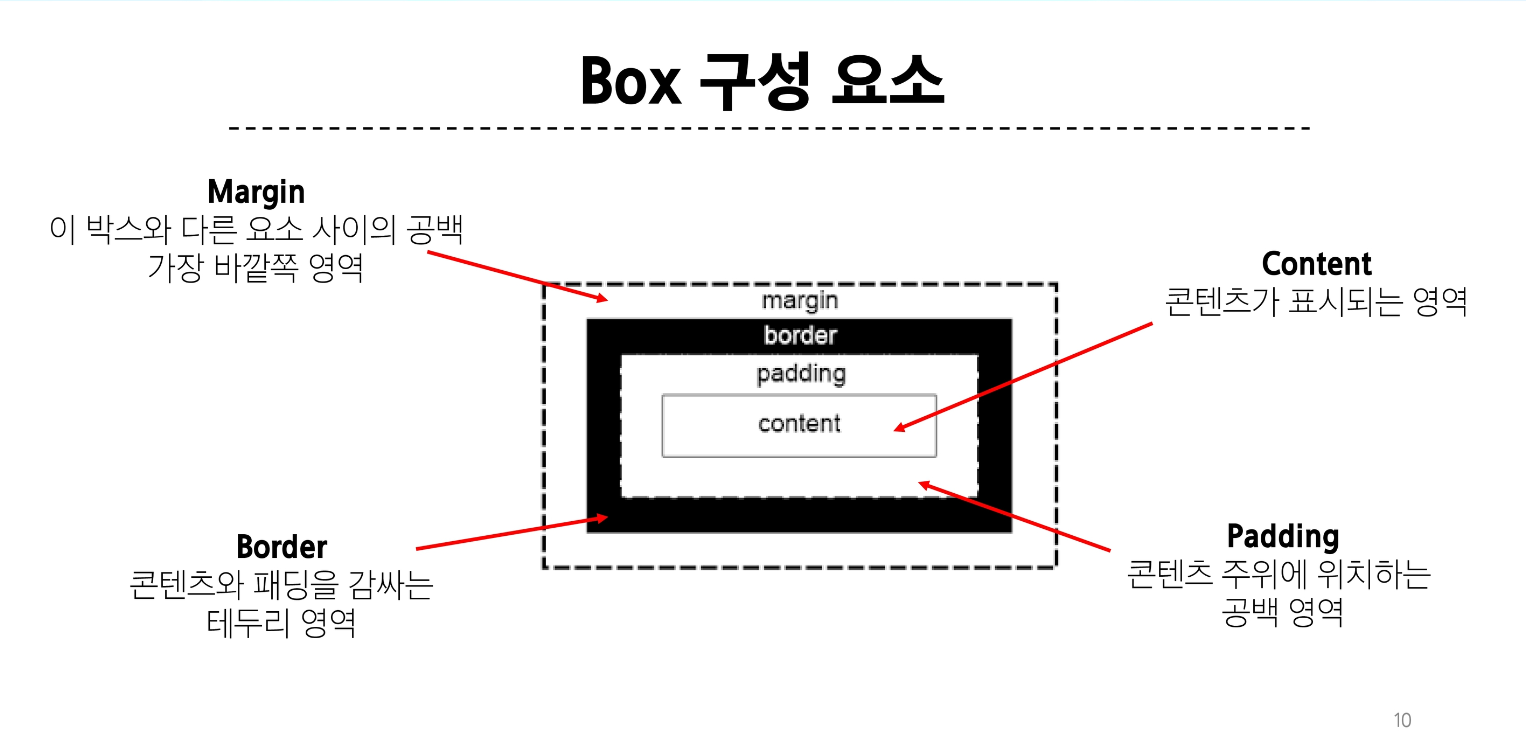 Box 구성 요소
Margin
이 박스와 다른 요소 사이의 공백
가장 바깥쪽 영역
Content
콘텐츠가 표시되는 영역
margin
border
padding
content
Border
콘텐츠와 패딩을 감싸는
테두리 영역
Padding
콘텐츠 주위에 위치하는
공백 영역
10